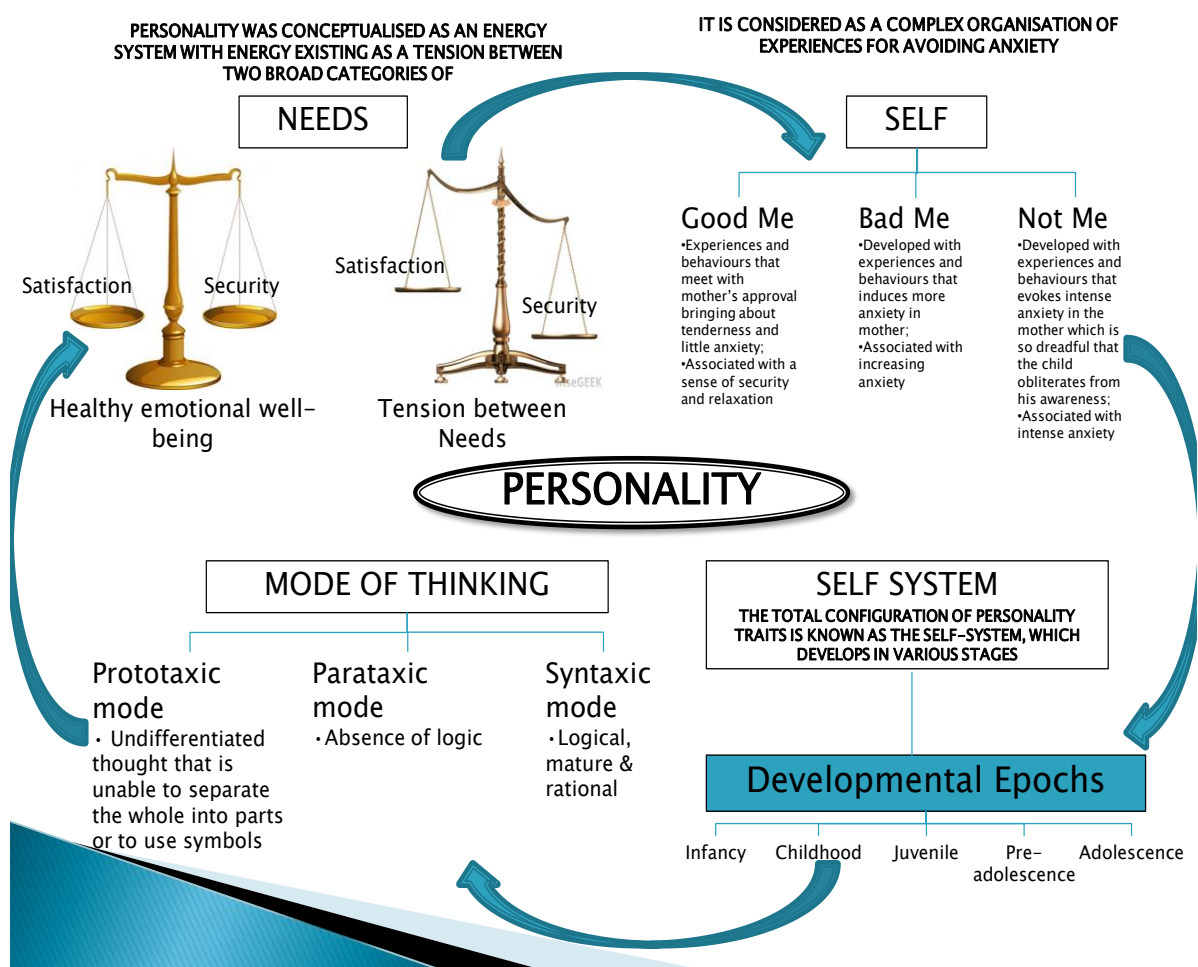 PERSONALITY WAS CONCEPTUALISED AS AN ENERGY
SYSTEM WITH ENERGY EXISTING AS A TENSION BETWEEN
TWO BROAD CATEGORIES OF
NEEDS
Satisfaction
Security
Healthy emotional well-
being
Satisfaction
Security
wiseGEEK
Tension between
Needs
IT IS CONSIDERED AS A COMPLEX ORGANISATION OF
EXPERIENCES FOR AVOIDING ANXIETY
SELF
Good Me
•Experiences and
behaviours that
meet with
mother's approval
bringing about
tenderness and
little anxiety;
•Associated with a
sense of security
and relaxation
Bad Me
•Developed with
experiences and
behaviours that
induces more
anxiety in
mother;
•Associated with
increasing
anxiety
Not Me
•Developed with
experiences and
behaviours that
evokes intense
anxiety in the
mother which is
so dreadful that
the child
obliterates from
his awareness;
•Associated with
intense anxiety
PERSONALITY
MODE OF THINKING
Prototaxic
mode
• Undifferentiated
thought that is
unable to separate
the whole into parts
or to use symbols
Parataxic
mode
•Absence of logic
Syntaxic
mode
•Logical,
mature &
rational
SELF SYSTEM
THE TOTAL CONFIGURATION OF PERSONALITY
TRAITS IS KNOWN AS THE SELF-SYSTEM, WHICH
DEVELOPS IN VARIOUS STAGES
Developmental Epochs
Infancy
Childhood
Juvenile
Pre-
adolescence
Adolescence